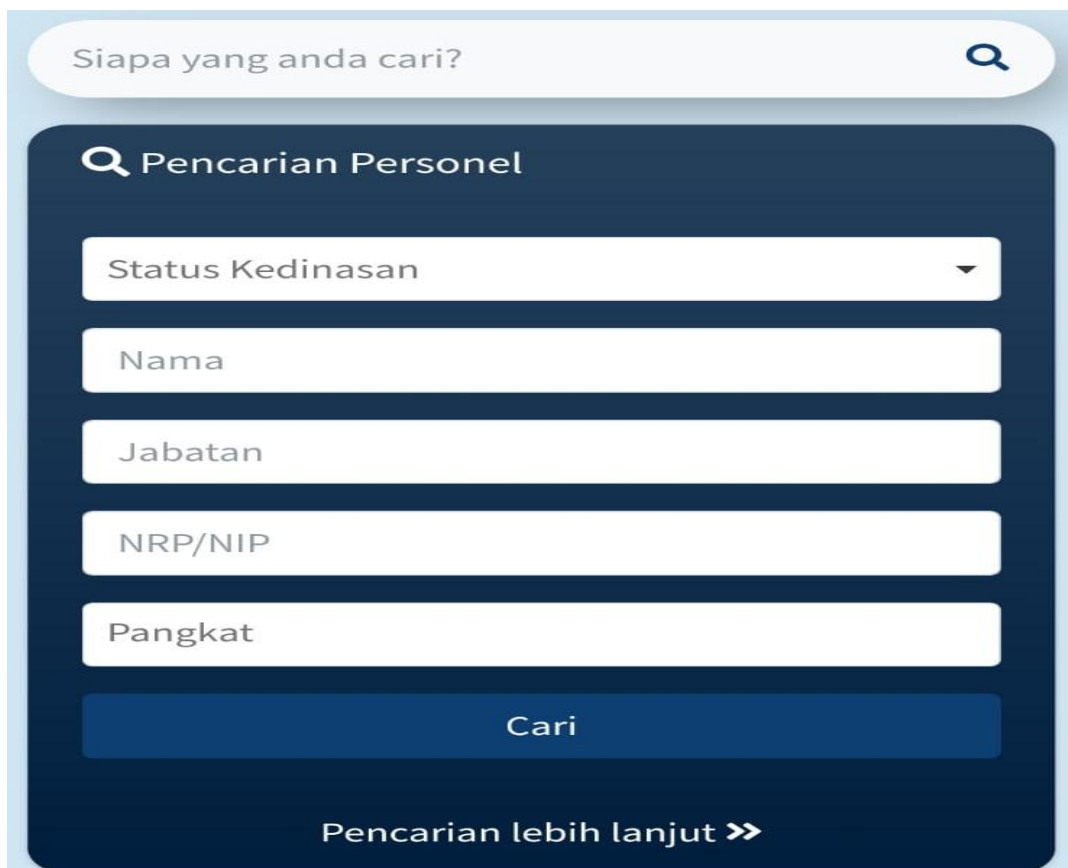 Siapa yang anda cari?
Pencarian Personel
Status Kedinasan
Nama
Jabatan
NRP/NIP
Pangkat
Cari
Pencarian lebih lanjut